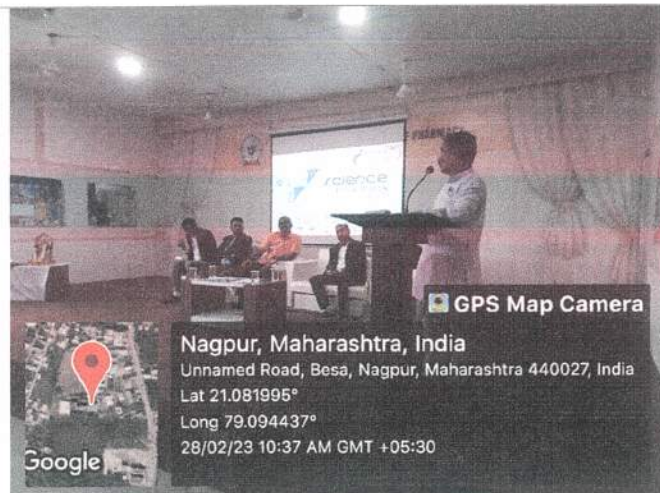 science
PHARMAC
GPS Map Camera
Nagpur, Maharashtra, India
Unnamed Road, Besa, Nagpur, Maharashtra 440027, India
Lat 21.081995°
Long 79.094437°
28/02/23 10:37 AM GMT +05:30
Google